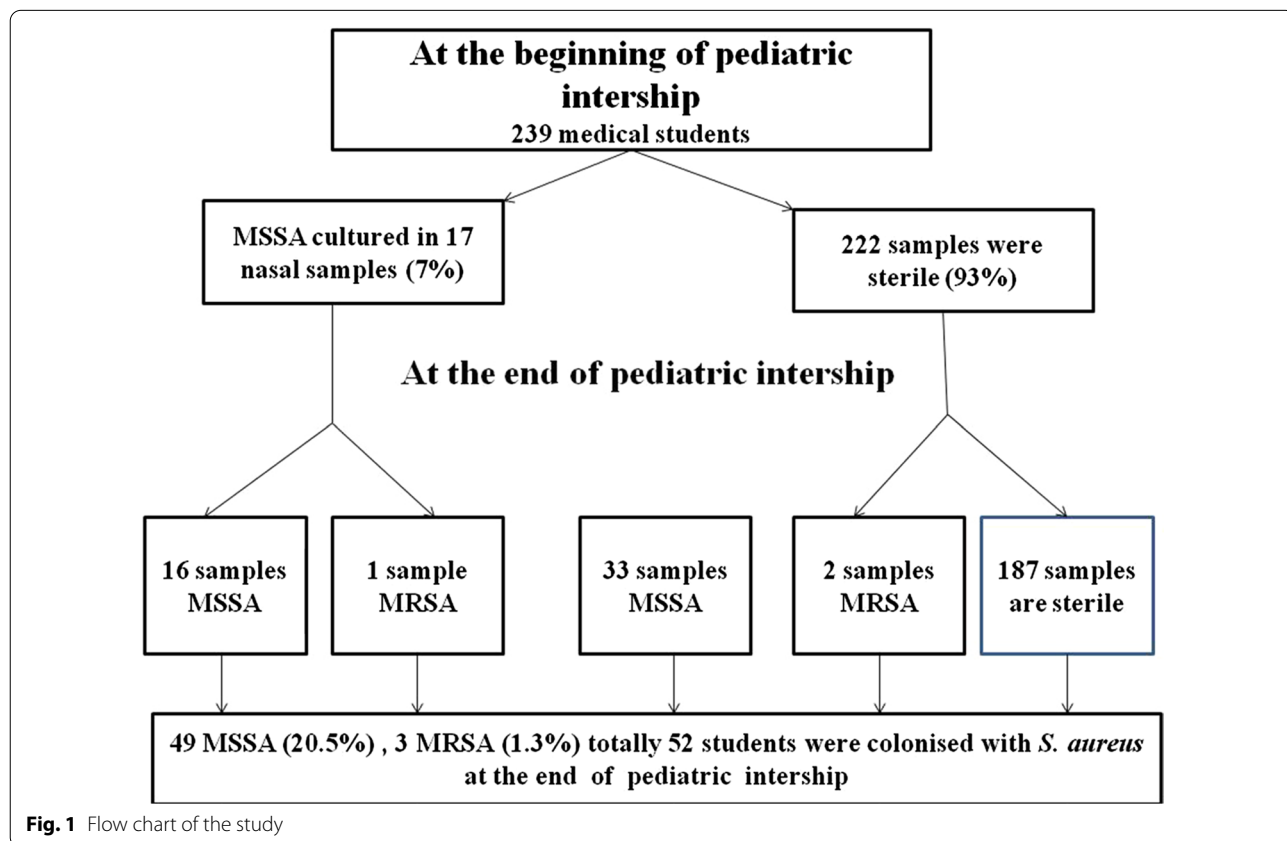 At the beginning of pediatric
intership
239 medical students
MSSA cultured in 17
nasal samples (7%)
222 samples were
sterile (93%)
At the end of pediatric intership
16 samples
MSSA
1 sample
MRSA
33 samples
MSSA
2 samples
MRSA
187 samples
are sterile
49 MSSA (20.5%) , 3 MRSA (1.3%) totally 52 students were colonised with S. aureus
at the end of pediatric intership
Fig. 1 Flow chart of the study